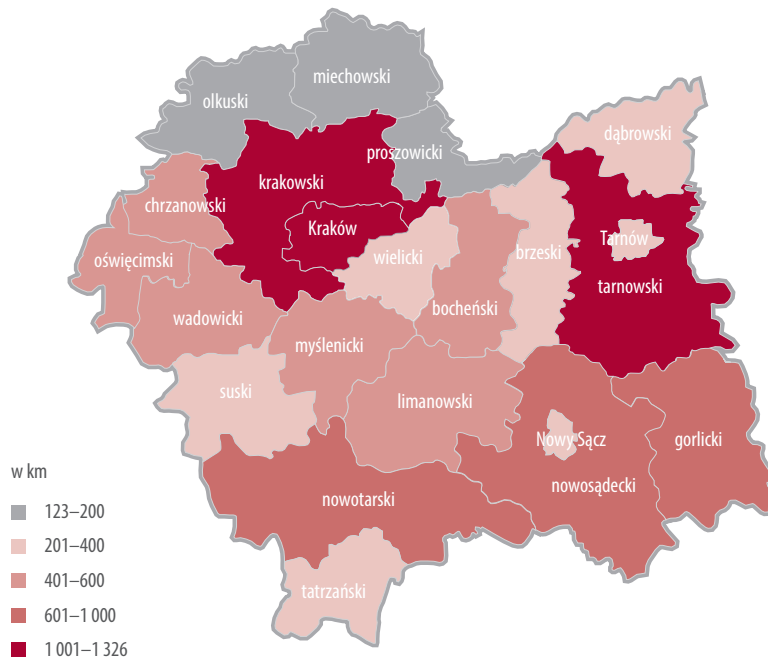 miechowski
olkuski
dąbrowski
proszowicki
krakowski
chrzanowski
Kraków
Tarnów
wielicki
brzeski
oświęcimski
tarnowski
bocheński
wadowicki
myślenicki
suski
limanowski
Nowy Sącz
gorlicki
w km
nowosądecki
nowotarski
123–200
201–400
401–600
tatrzański
601–1 000
1 001–1 326